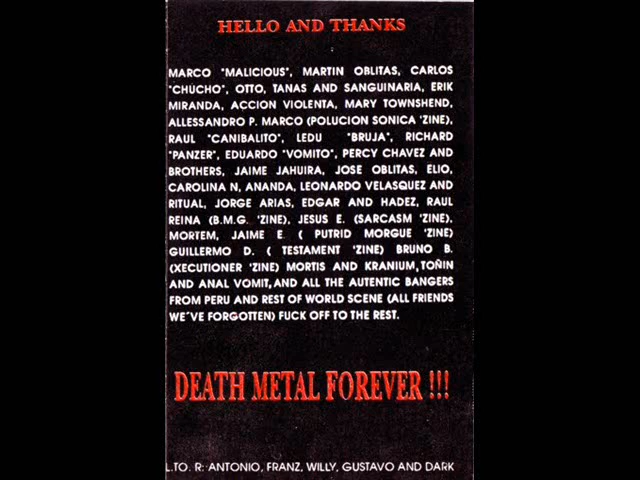 HELLO AND THANKS
MARCO "MALICIOUS", MARTIN OBLITAS, CARLOS
"CHUCHO", OTTO, TANAS AND SANGUINARIA, ERIK
MIRANDA, ACCION VIOLENTA, MARY TOWNSHEND,
ALLESSANDRO P. MARCO (POLUCION SONICA 'ZINE),
RAUL "CANIBALITO", LEDU "BRUJA", RICHARD
"PANZER", EDUARDO "VOMITO", PERCY CHAVEZ AND
BROTHERS, JAIME JAHUIRA, JOSE OBLITAS, ELIO,
CAROLINA N, ANANDA, LEONARDO VELASQUEZ AND
RITUAL, JORGE ARIAS, EDGAR AND HADEZ, RAUL
REINA (B.M.G. 'ZINE), JESUS E. (SARCASM 'ZINE),
MORTEM, JAIME E. ( PUTRID MORGUE 'ZINE)
GUILLERMO D. ( TESTAMENT 'ZINE) BRUNO B.
(XECUTIONER 'ZINE) MORTIS AND KRANIUM, TOÑIN
AND ANAL VOMIT, AND ALL THE AUTENTIC BANGERS
FROM PERU AND REST OF WORLD SCENE (ALL FRIENDS
WE'VE FORGOTTEN) FUCK OFF TO THE REST.
DEATH METAL FOREVER !!!
L.TO. R: ANTONIO, FRANZ, WILLY, GUSTAVO AND DARK